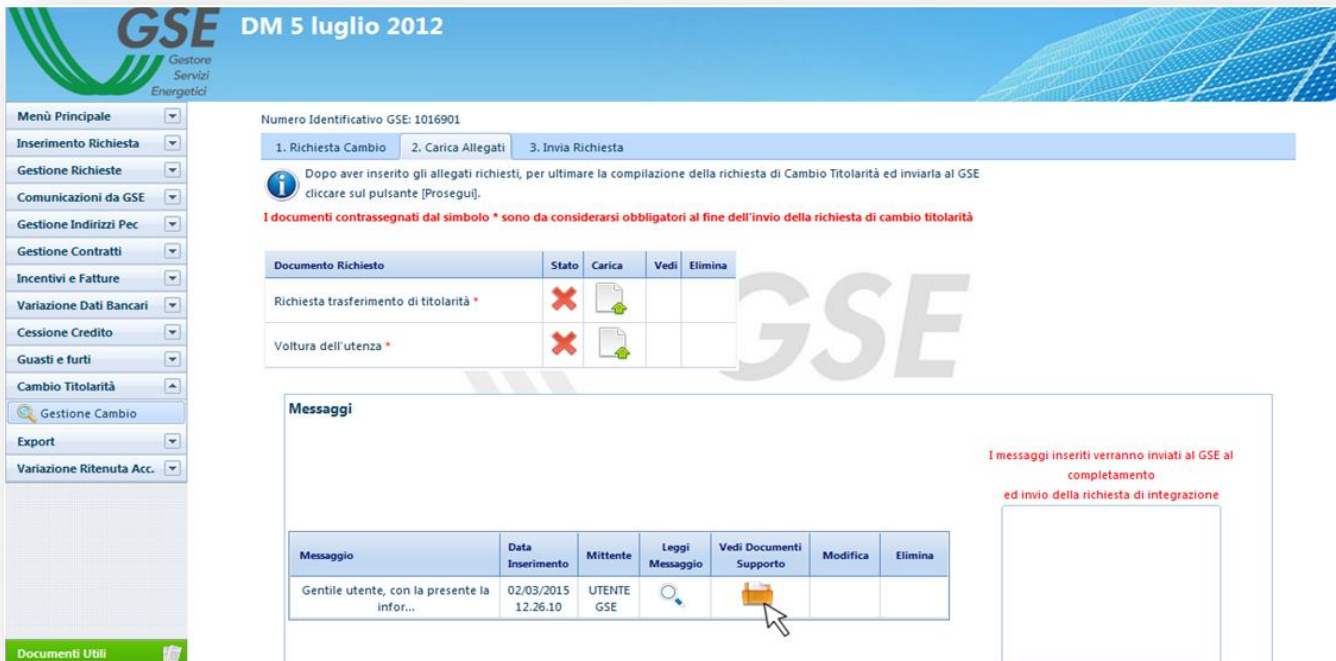 GSE
Gestore
Servizi
Energetici
DM 5 luglio 2012
Menù Principale
Inserimento Richiesta
Gestione Richieste
Comunicazioni da GSE
Gestione Indirizzi Pec
Gestione Contratti
Incentivi e Fatture
Variazione Dati Bancari
Cessione Credito
Guasti e furti
Cambio Titolarità
Gestione Cambio
Export
Variazione Ritenuta Acc.
Documenti Utili
Numero Identificativo GSE: 1016901
1. Richiesta Cambio 2. Carica Allegati 3. Invia Richiesta
Dopo aver inserito gli allegati richiesti, per ultimare la compilazione della richiesta di Cambio Titolarità ed inviarla al GSE
cliccare sul pulsante [Prosegui].
I documenti contrassegnati dal simbolo * sono da considerarsi obbligatori al fine dell'invio della richiesta di cambio titolarità
Documento Richiesto Stato Carica Vedi Elimina
Richiesta trasferimento di titolarità *
Voltura dell'utenza *
GSE
Messaggi
I messaggi inseriti verranno inviati al GSE al
completamento
ed invio della richiesta di integrazione
Messaggio Data Inserimento Mittente Leggi Messaggio Vedi Documenti Supporto Modifica Elimina
Gentile utente, con la presente la 02/03/2015 UTENTE
infor... 12.26.10 GSE